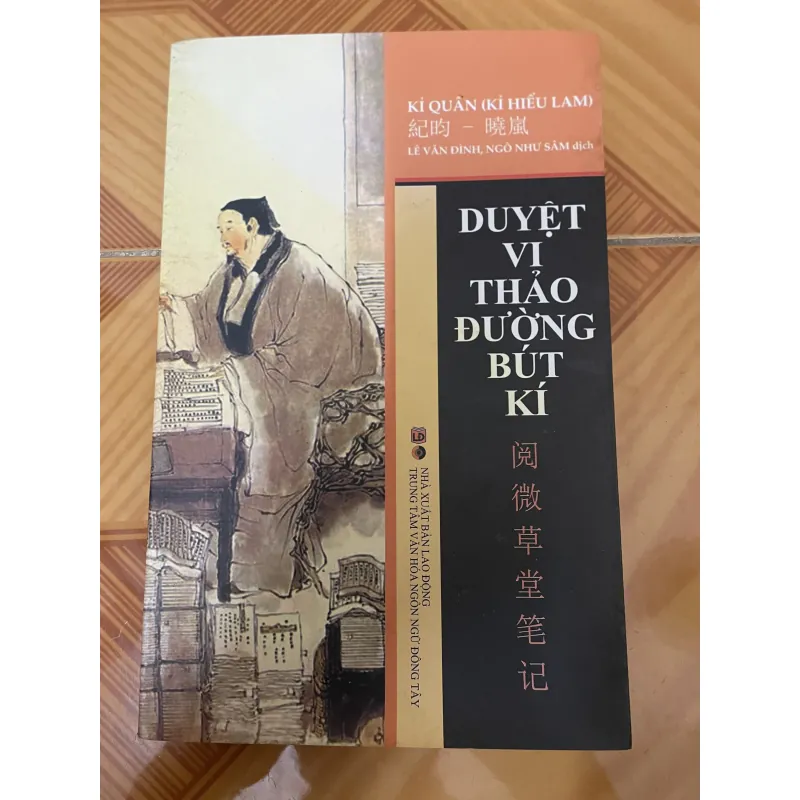 KỈ QUÂN (KỈ HIỂU LAM)
紀昀 - 曉嵐
LÊ VĂN ĐÌNH, NGÔ NHƯ SÂM dịch
DUYỆT
VI
THẢO
ĐƯỜNG
BÚT
KÍ
阅微草堂笔记
LĐ
NHÀ XUẤT BẢN LAO ĐỘNG
TRUNG TÂM VĂN HÓA NGÔN NGỮ ĐÔNG TÂY